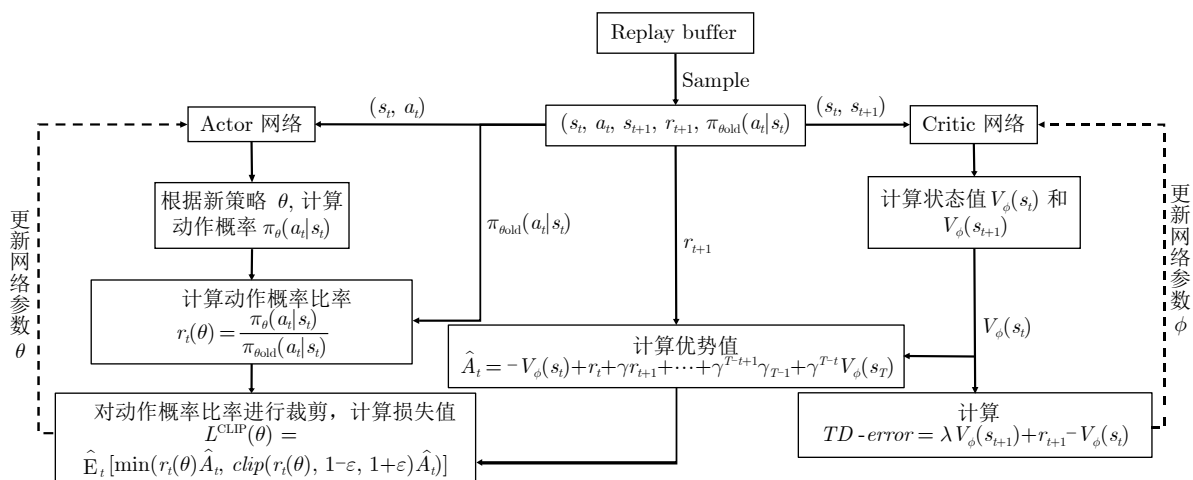 Replay buffer
Sample
(s_t, a_t)
(s_t, a_t, s_{t+1}, r_{t+1}, π_{θold}(a_t|s_t)
(s_t, s_{t+1})
Actor 网络
Critic 网络
根据新策略 θ, 计算
动作概率 π_θ(a_t|s_t)
计算状态值 V_ϕ(s_t) 和
V_ϕ(s_{t+1})
π_{θold}(a_t|s_t)
r_{t+1}
更新网络参数 θ
更新网络参数 ϕ
计算动作概率比率
r_t(θ) = π_θ(a_t|s_t) / π_{θold}(a_t|s_t)
V_ϕ(s_t)
计算优势值
Â_t = -V_ϕ(s_t)+r_t+γr_{t+1}+⋯+γ^{T-t+1}γ_{T-1}+γ^{T-t}V_ϕ(s_T)
对动作概率比率进行裁剪，计算损失值
L^{CLIP}(θ) =
Ê_t [min(r_t(θ)Â_t, clip(r_t(θ), 1-ε, 1+ε)Â_t)]
计算
TD-error = λV_ϕ(s_{t+1})+r_{t+1}-V_ϕ(s_t)